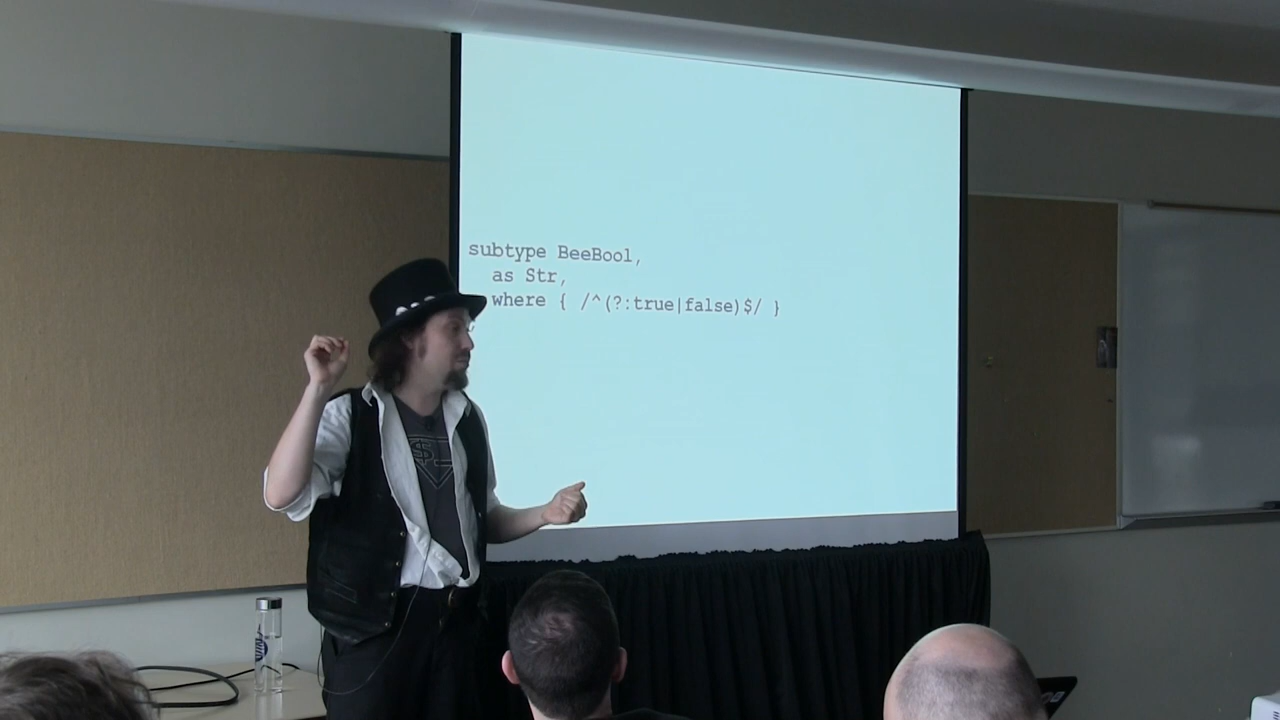 subtype BeeBool,
as Str,
where { /^(?:true|false)$/ }